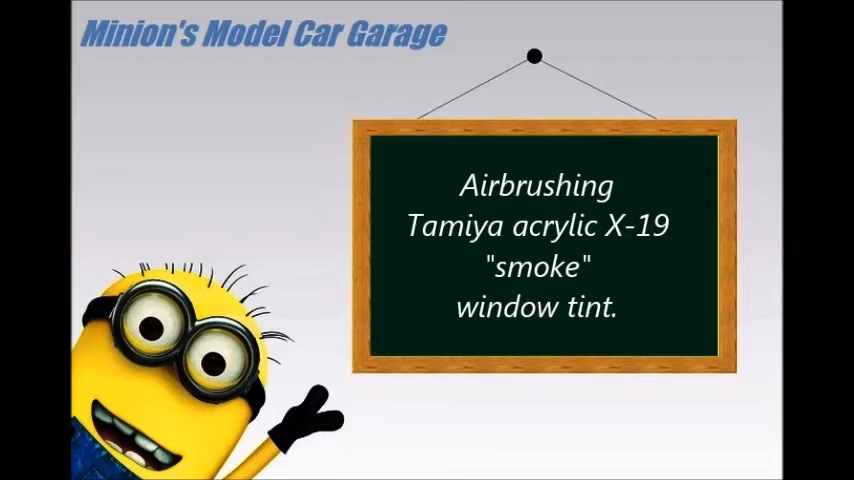 Minion's Model Car Garage
Airbrushing
Tamiya acrylic X-19
"smoke"
window tint.